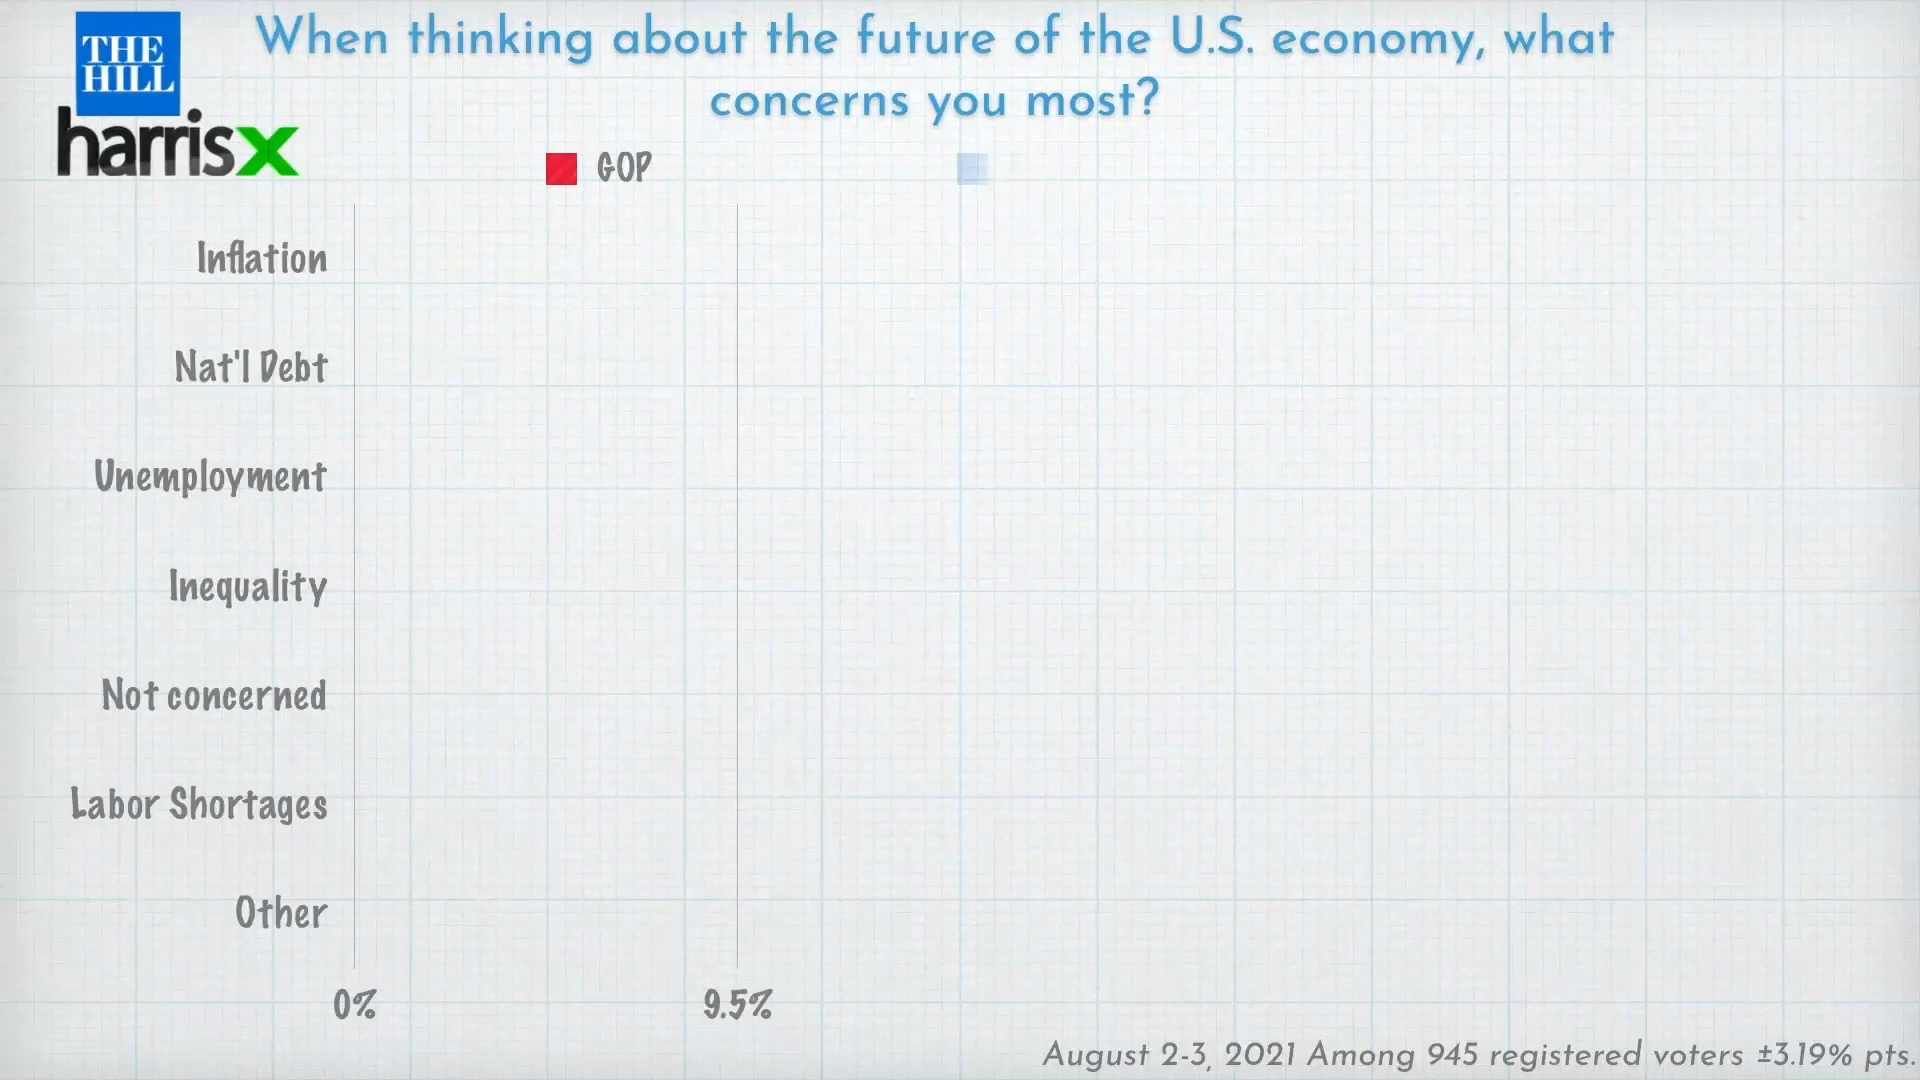 THE
HILL
harrisx
When thinking about the future of the U.S. economy, what
concerns you most?
GOP
Inflation
Nat'l Debt
Unemployment
Inequality
Not concerned
Labor Shortages
Other
0%
9.5%
August 2-3, 2021 Among 945 registered voters ±3.19% pts.